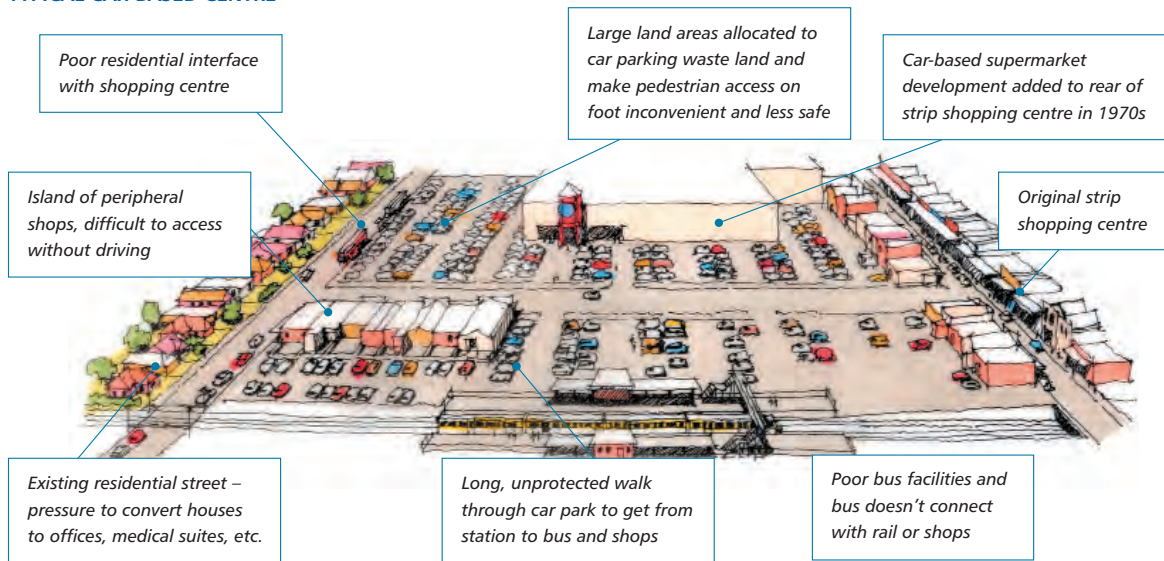 Poor residential interface
with shopping centre
Large land areas allocated to
car parking waste land and
make pedestrian access on
foot inconvenient and less safe
Car-based supermarket
development added to rear of
strip shopping centre in 1970s
Island of peripheral
shops, difficult to access
without driving
Original strip
shopping centre
Existing residential street –
pressure to convert houses
to offices, medical suites, etc.
Long, unprotected walk
through car park to get from
station to bus and shops
Poor bus facilities and
bus doesn't connect
with rail or shops